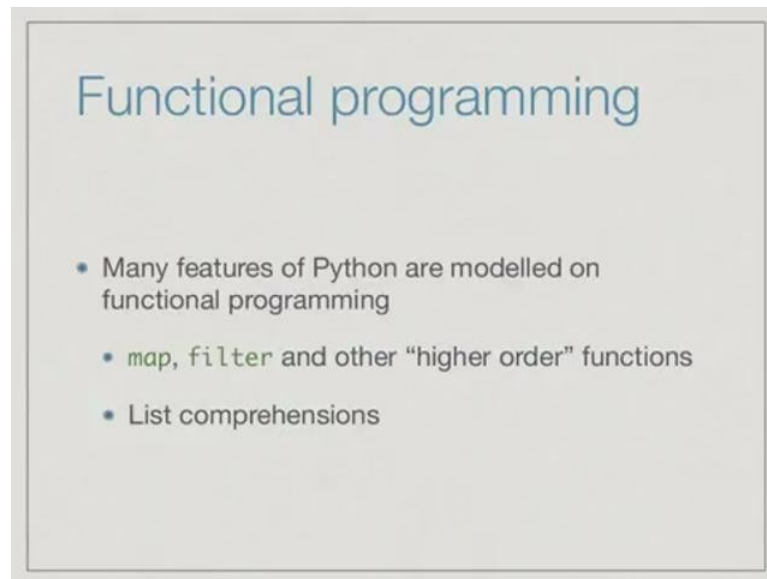 Functional programming
• Many features of Python are modelled on
functional programming
• map, filter and other “higher order” functions
• List comprehensions